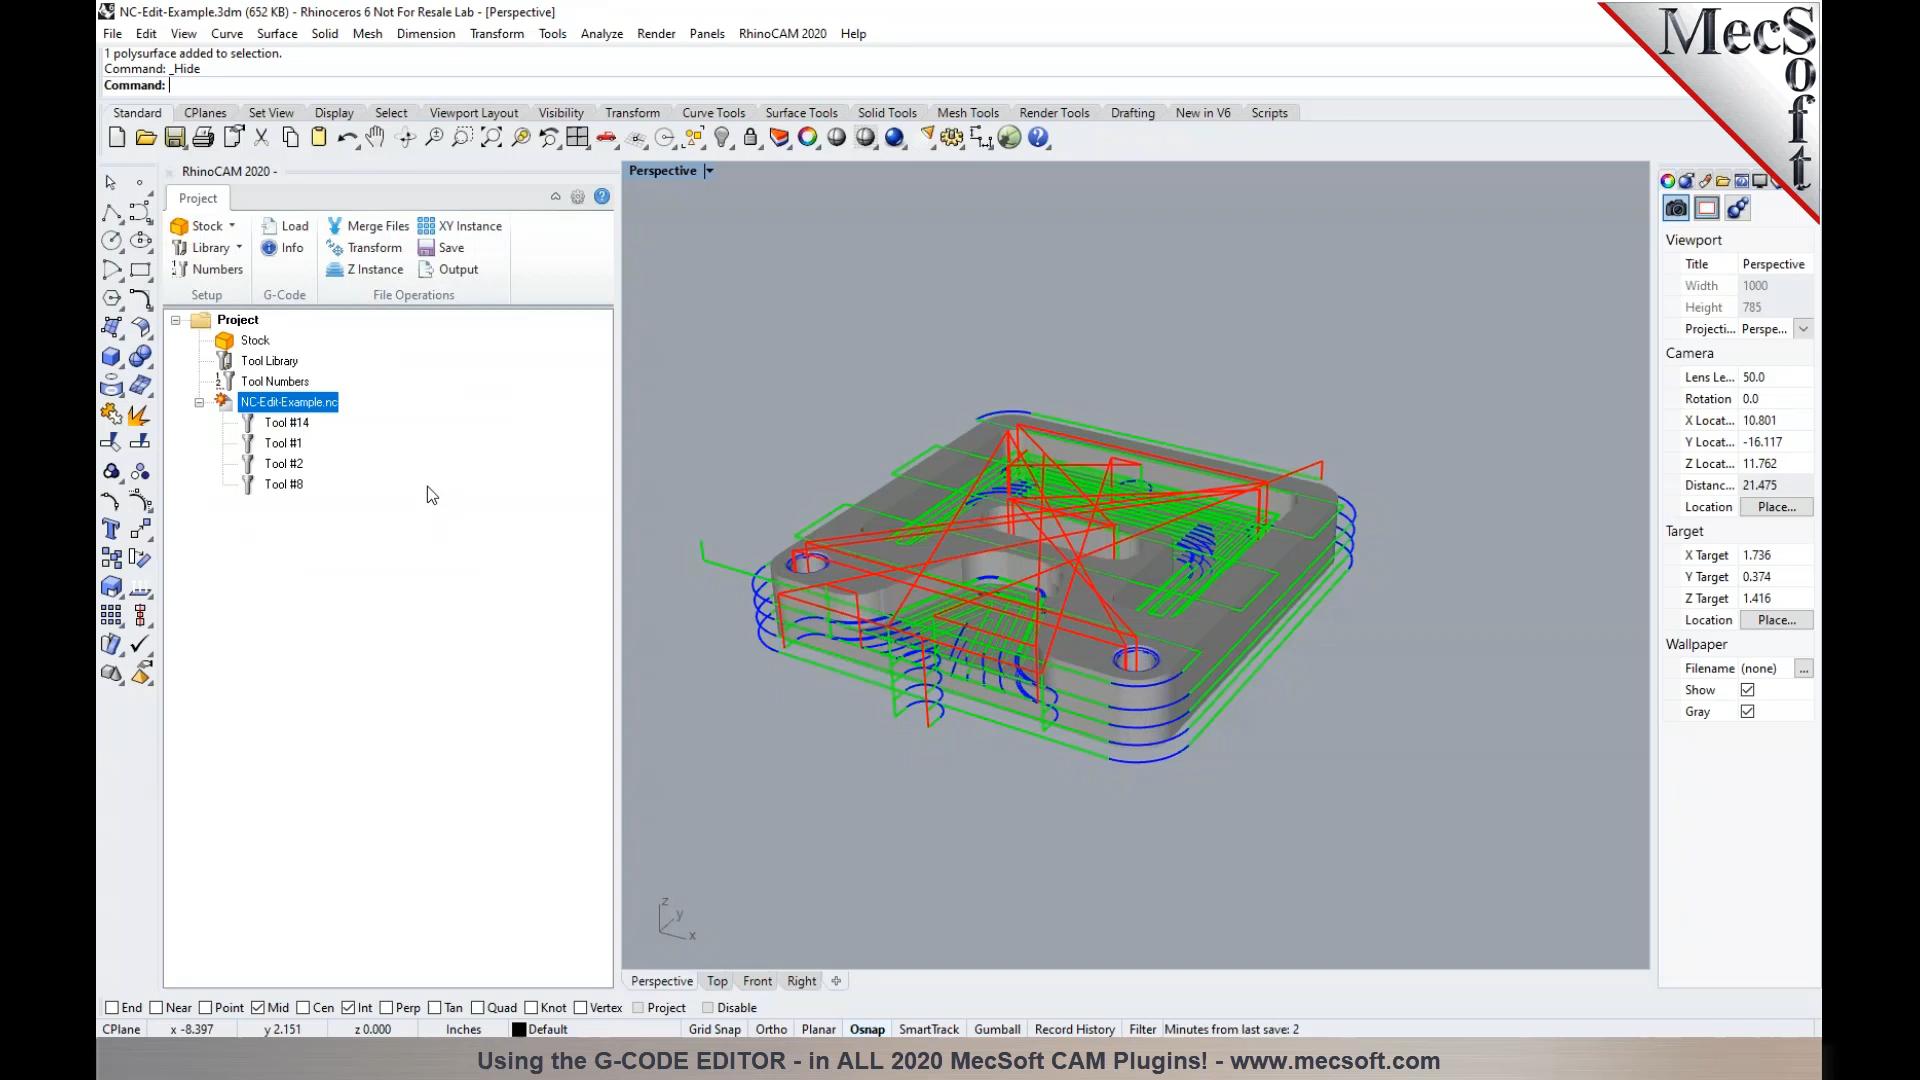 NC-Edit-Example.3dm (652 KB) - Rhinoceros 6 Not For Resale Lab - [Perspective]
File Edit View Curve Surface Solid Mesh Dimension Transform Tools Analyze Render Panels RhinoCAM 2020 Help
1 polysurface added to selection.
Command: _Hide
Command:
MecSoft
Standard CPlanes Set View Display Select Viewport Layout Visibility Transform Curve Tools Surface Tools Solid Tools Mesh Tools Render Tools Drafting New in V6 Scripts
RhinoCAM 2020 -
Project
Stock Load Merge Files XY Instance
Library Info Transform Save
Numbers Z Instance Output
Setup G-Code File Operations
Project
Stock
Tool Library
Tool Numbers
NC-Edit-Example.nc
Tool #14
Tool #1
Tool #2
Tool #8
Perspective
z
y
x
Viewport
Title Perspective
Width 1000
Height 785
Projecti... Perspe...
Camera
Lens Le... 50.0
Rotation 0.0
X Locat... 10.801
Y Locat... -16.117
Z Locat... 11.762
Distanc... 21.475
Location Place...
Target
X Target 1.736
Y Target 0.374
Z Target 1.416
Location Place...
Wallpaper
Filename (none) ...
Show
Gray
Perspective Top Front Right
End Near Point Mid Cen Int Perp Tan Quad Knot Vertex Project Disable
CPlane x -8.397 y 2.151 z 0.000 Inches Default Grid Snap Ortho Planar Osnap SmartTrack Gumball Record History Filter Minutes from last save: 2
Using the G-CODE EDITOR - in ALL 2020 MecSoft CAM Plugins! - www.mecsoft.com